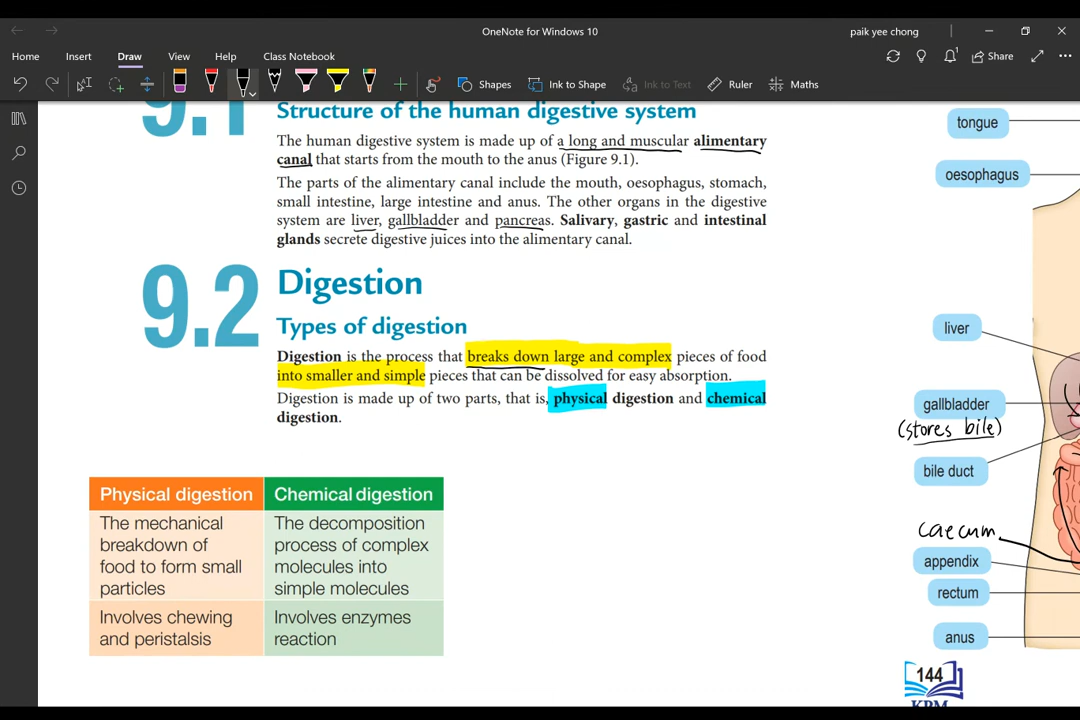 OneNote for Windows 10
paik yee chong
Home
Insert
Draw
View
Help
Class Notebook
1
Share
Shapes
Ink to Shape
Ink to Text
Ruler
Maths
9.1
Structure of the human digestive system
The human digestive system is made up of a long and muscular alimentary
canal that starts from the mouth to the anus (Figure 9.1).
The parts of the alimentary canal include the mouth, oesophagus, stomach,
small intestine, large intestine and anus. The other organs in the digestive
system are liver, gallbladder and pancreas. Salivary, gastric and intestinal
glands secrete digestive juices into the alimentary canal.
9.2
Digestion
Types of digestion
Digestion is the process that breaks down large and complex pieces of food
into smaller and simple pieces that can be dissolved for easy absorption.
Digestion is made up of two parts, that is, physical digestion and chemical
digestion.
Physical digestion
Chemical digestion
The mechanical
breakdown of
food to form small
particles
The decomposition
process of complex
molecules into
simple molecules
Involves chewing
and peristalsis
Involves enzymes
reaction
tongue
oesophagus
liver
gallbladder
(stores bile)
bile duct
caecum
appendix
rectum
anus
144
KPM